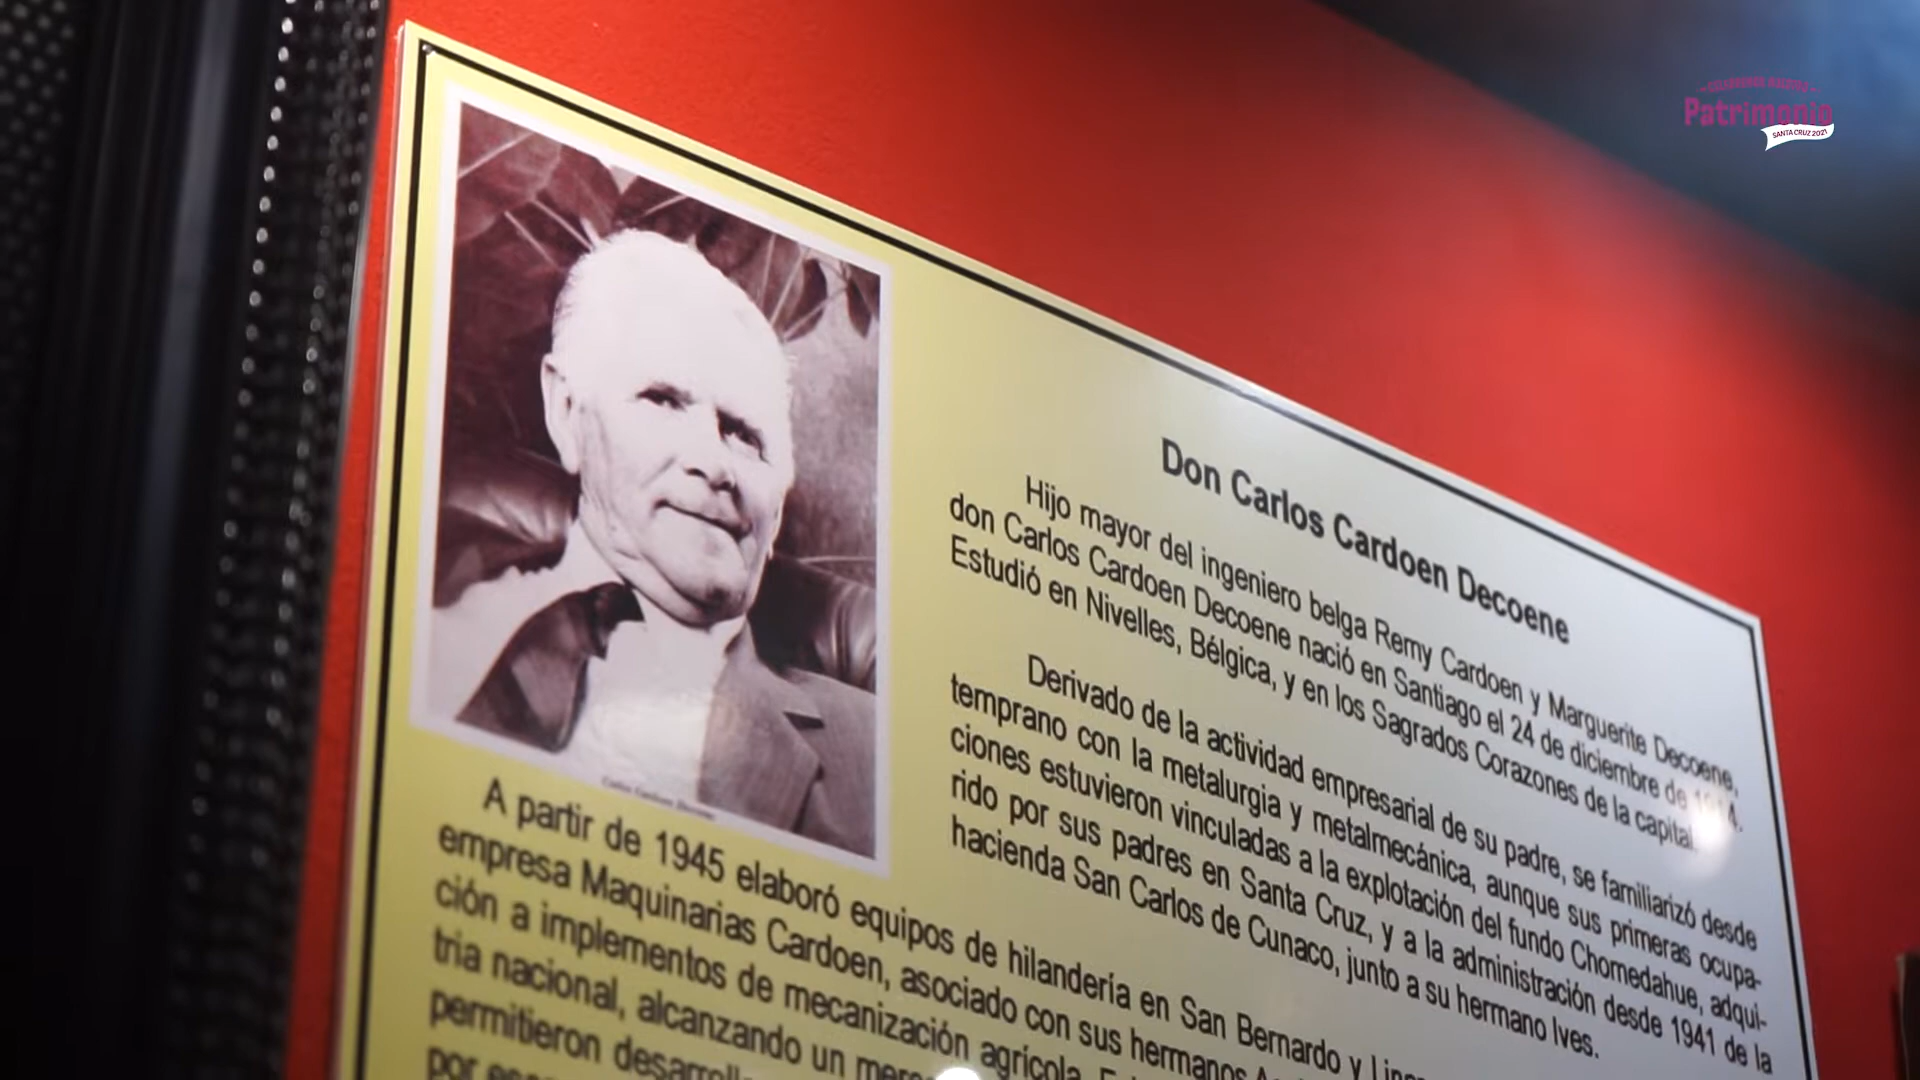 Patrimonio
SANTA CRUZ 2021
Don Carlos Cardoen Decoene
Hijo mayor del ingeniero belga Remy Cardoen y Marguerite Decoene,
don Carlos Cardoen Decoene nació en Santiago el 24 de diciembre de
Estudió en Nivelles, Bélgica, y en los Sagrados Corazones de la capital.
Derivado de la actividad empresarial de su padre, se familiarizó desde
temprano con la metalurgia y metalmecánica, aunque sus primeras ocupa-
ciones estuvieron vinculadas a la explotación del fundo Chomedahue, adqui-
rido por sus padres en Santa Cruz, y a la administración desde 1941 de la
hacienda San Carlos de Cunaco, junto a su hermano Ives.
Carlos Cardoen Decoene
A partir de 1945 elaboró equipos de hilandería en San Bernardo y
empresa Maquinarias Cardoen, asociado con sus hermanos
ción a implementos de mecanización agrícola.
tria nacional, alcanzando un
permitieron
por